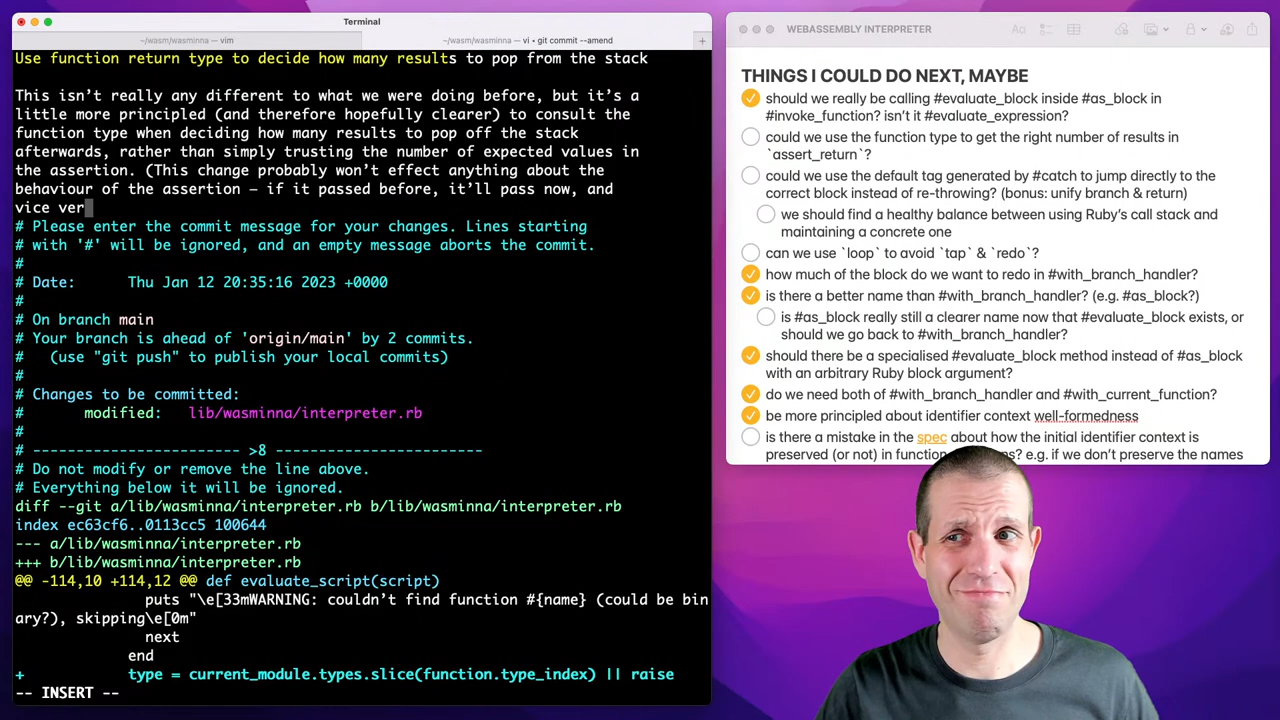 Terminal
~/wasm/wasminna — vim
~/wasm/wasminna — vi • git commit --amend
+
Use function return type to decide how many results to pop from the stack
This isn’t really any different to what we were doing before, but it’s a
little more principled (and therefore hopefully clearer) to consult the
function type when deciding how many results to pop off the stack
afterwards, rather than simply trusting the number of expected values in
the assertion. (This change probably won’t effect anything about the
behaviour of the assertion – if it passed before, it’ll pass now, and
vice ver
# Please enter the commit message for your changes. Lines starting
# with '#' will be ignored, and an empty message aborts the commit.
#
# Date:      Thu Jan 12 20:35:16 2023 +0000
#
# On branch main
# Your branch is ahead of 'origin/main' by 2 commits.
#   (use "git push" to publish your local commits)
#
# Changes to be committed:
#       modified:   lib/wasminna/interpreter.rb
#
# ------------------------ >8 ------------------------
# Do not modify or remove the line above.
# Everything below it will be ignored.
diff --git a/lib/wasminna/interpreter.rb b/lib/wasminna/interpreter.rb
index ec63cf6..0113cc5 100644
--- a/lib/wasminna/interpreter.rb
+++ b/lib/wasminna/interpreter.rb
@@ -114,10 +114,12 @@ def evaluate_script(script)
puts "\e[33mWARNING: couldn’t find function #{name} (could be bin
ary?), skipping\e[0m"
next
end
+            type = current_module.types.slice(function.type_index) || raise
-- INSERT --
WEBASSEMBLY INTERPRETER
Aa
THINGS I COULD DO NEXT, MAYBE
should we really be calling #evaluate_block inside #as_block in
#invoke_function? isn’t it #evaluate_expression?
could we use the function type to get the right number of results in
`assert_return`?
could we use the default tag generated by #catch to jump directly to the
correct block instead of re-throwing? (bonus: unify branch & return)
we should find a healthy balance between using Ruby’s call stack and
maintaining a concrete one
can we use `loop` to avoid `tap` & `redo`?
how much of the block do we want to redo in #with_branch_handler?
is there a better name than #with_branch_handler? (e.g. #as_block?)
is #as_block really still a clearer name now that #evaluate_block exists, or
should we go back to #with_branch_handler?
should there be a specialised #evaluate_block method instead of #as_block
with an arbitrary Ruby block argument?
do we need both of #with_branch_handler and #with_current_function?
be more principled about identifier context well-formedness
is there a mistake in the spec about how the initial identifier context is
preserved (or not) in function e.g. if we don’t preserve the names